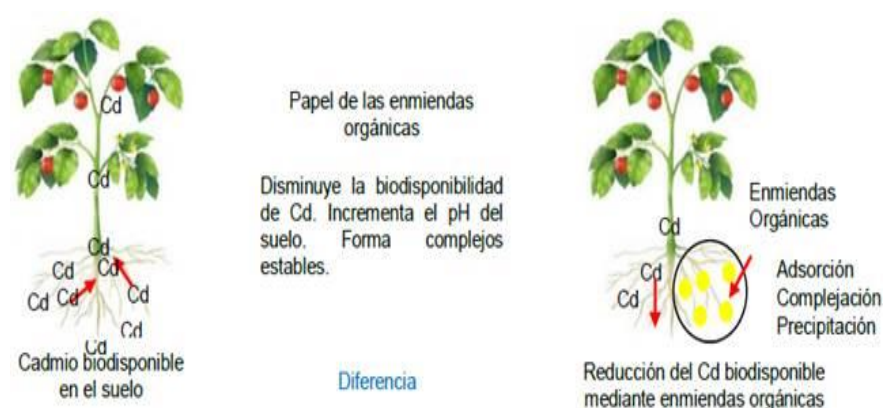 Cd
Cd
Cd
Cd
Cd
Cd
Cd
Cd
Cd
Cd
Cadmio biodisponible
en el suelo
Papel de las enmiendas
orgánicas
Disminuye la biodisponibilidad
de Cd. Incrementa el pH del
suelo. Forma complejos
estables.
Diferencia
Cd
Cd
Cd
Enmiendas
Orgánicas
Adsorción
Complejación
Precipitación
Reducción del Cd biodisponible
mediante enmiendas orgánicas